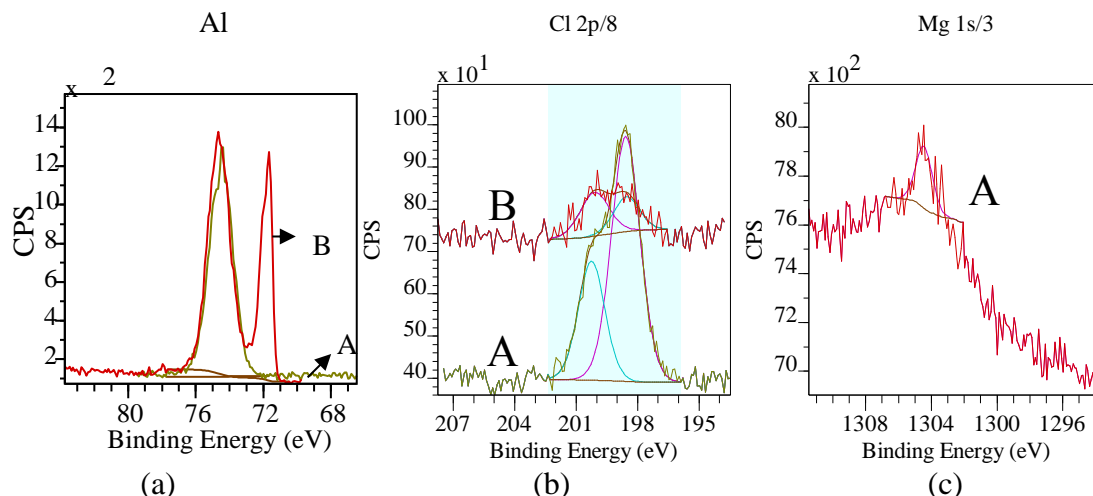 Al
x 2
14
12
10
8
6
4
2
CPS
B
A
80 76 72 68
Binding Energy (eV)
(a)
Cl 2p/8
x 10¹
100
90
80
70
60
50
40
CPS
B
A
207 204 201 198 195
Binding Energy (eV)
(b)
Mg 1s/3
x 10²
80
78
76
74
72
70
CPS
A
1308 1304 1300 1296
Binding Energy (eV)
(c)